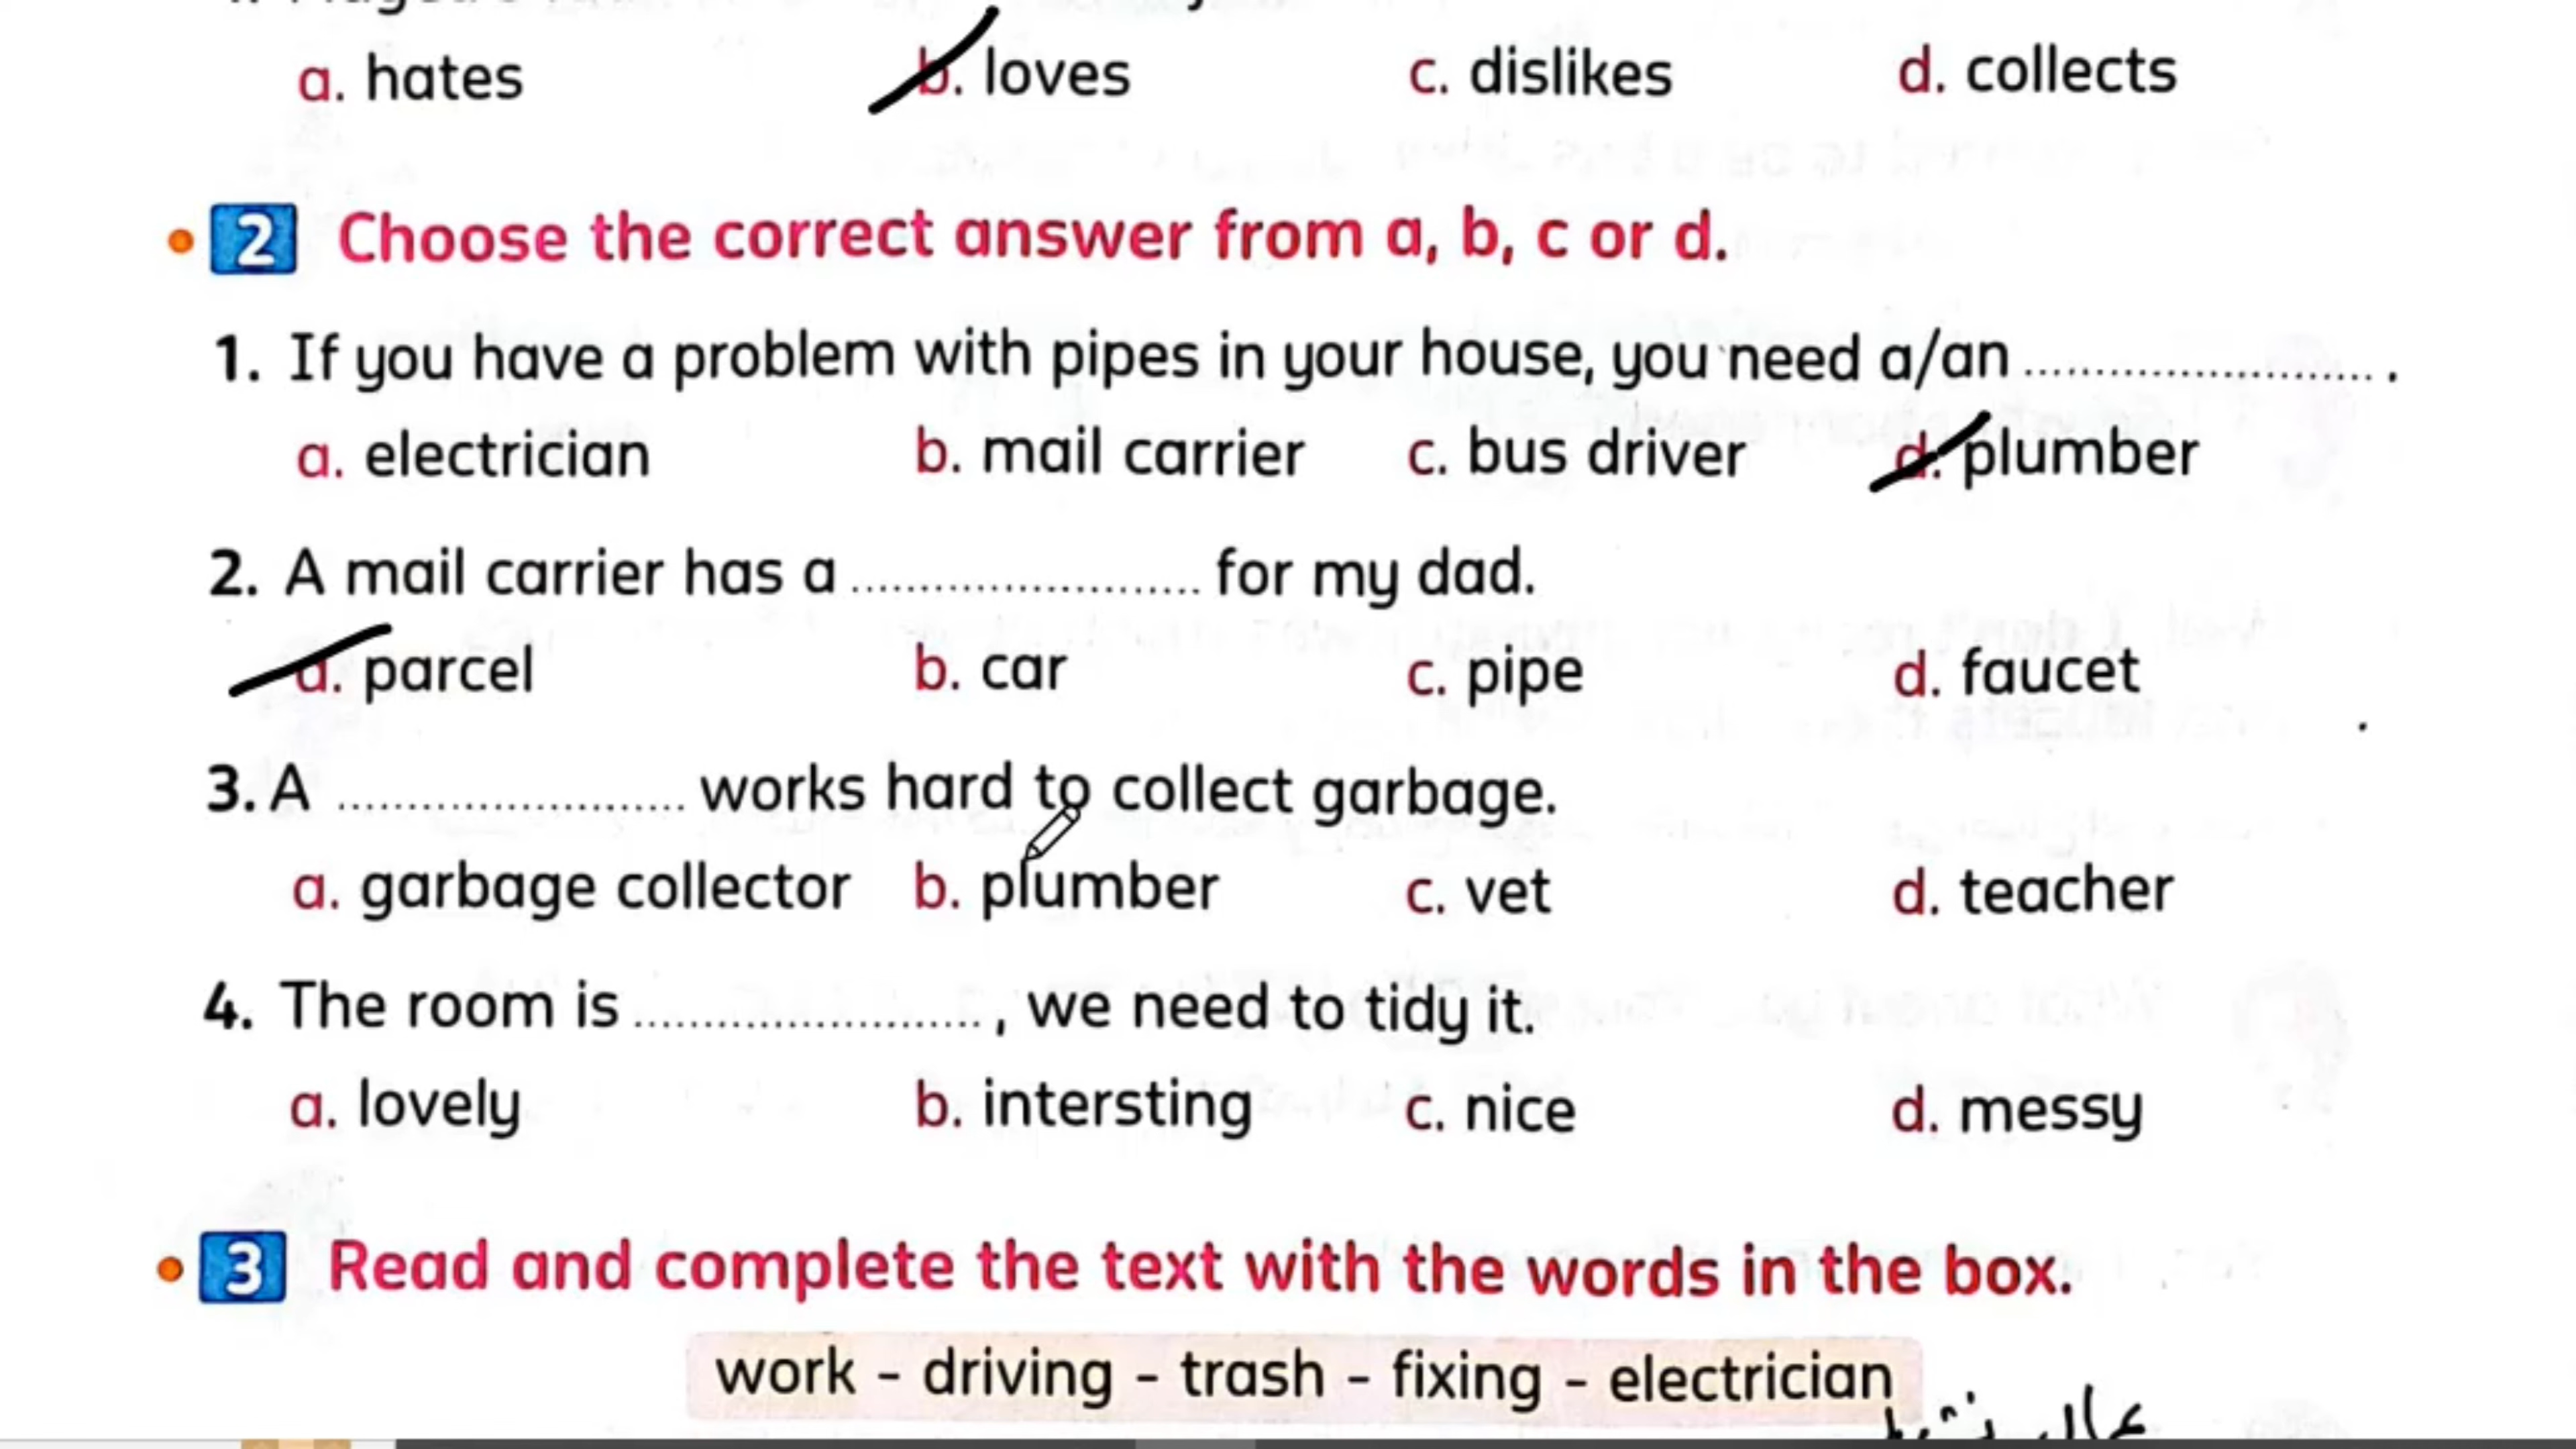 a. hates b. loves c. dislikes d. collects
2 Choose the correct answer from a, b, c or d.
1. If you have a problem with pipes in your house, you need a/an ........................ .
a. electrician b. mail carrier c. bus driver d. plumber
2. A mail carrier has a ........................ for my dad.
a. parcel b. car c. pipe d. faucet
3. A ........................ works hard to collect garbage.
a. garbage collector b. plumber c. vet d. teacher
4. The room is ........................ , we need to tidy it.
a. lovely b. intersting c. nice d. messy
3 Read and complete the text with the words in the box.
work - driving - trash - fixing - electrician